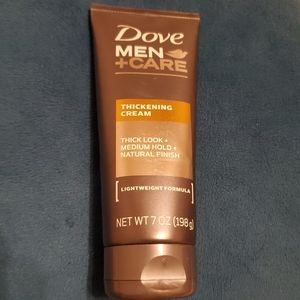 Dove
MEN
+CARE
THICKENING
CREAM
THICK LOOK +
MEDIUM HOLD +
NATURAL FINISH
[LIGHTWEIGHT FORMULA]
NET WT 7 OZ (198g)